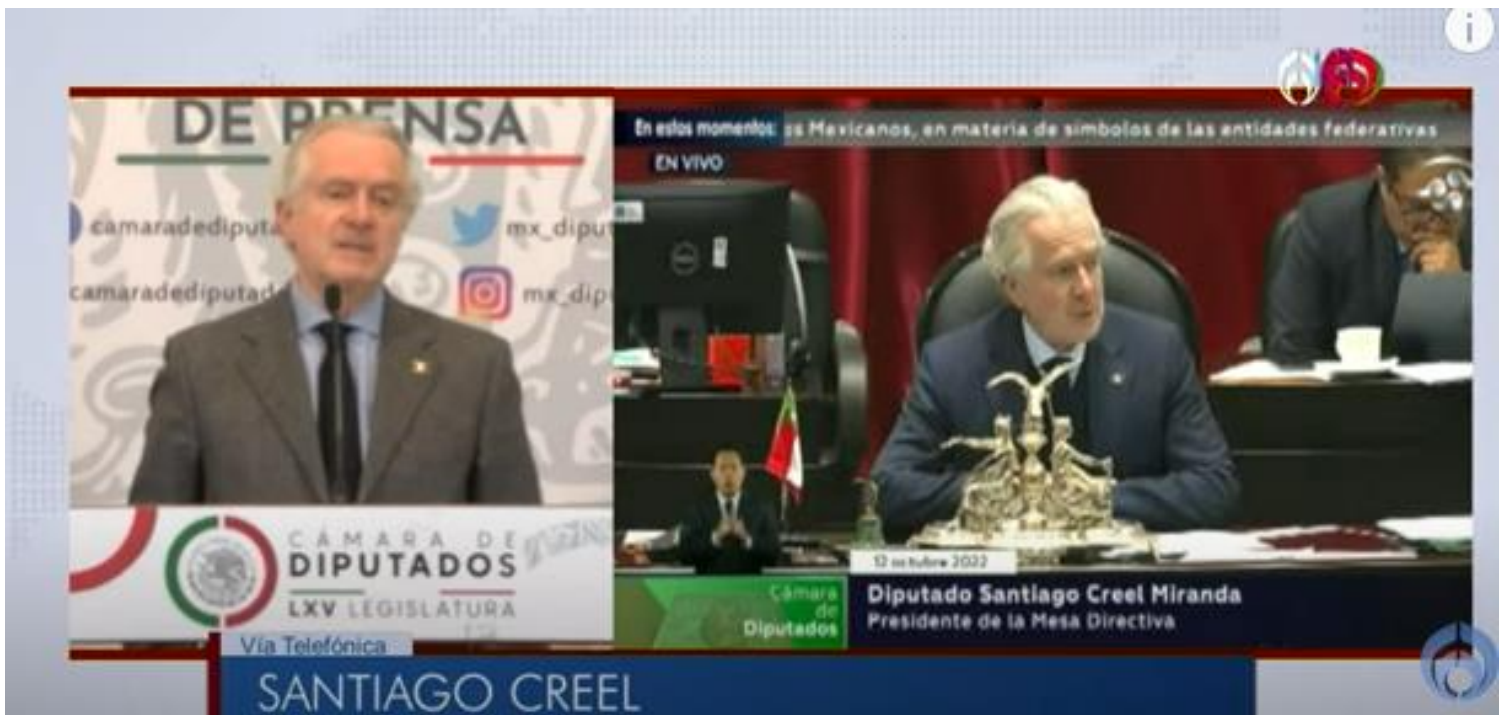 DE PRENSA
camaradediputa
mx_diput
camaradediputad
mx_dipu
CÁMARA DE
DIPUTADOS
LXV LEGISLATURA
En estos momentos:
os Mexicanos, en materia de símbolos de las entidades federativas
EN VIVO
DELL
12 octubre 2022
Cámara
de
Diputados
Diputado Santiago Creel Miranda
Presidente de la Mesa Directiva
Vía Telefónica
SANTIAGO CREEL
i